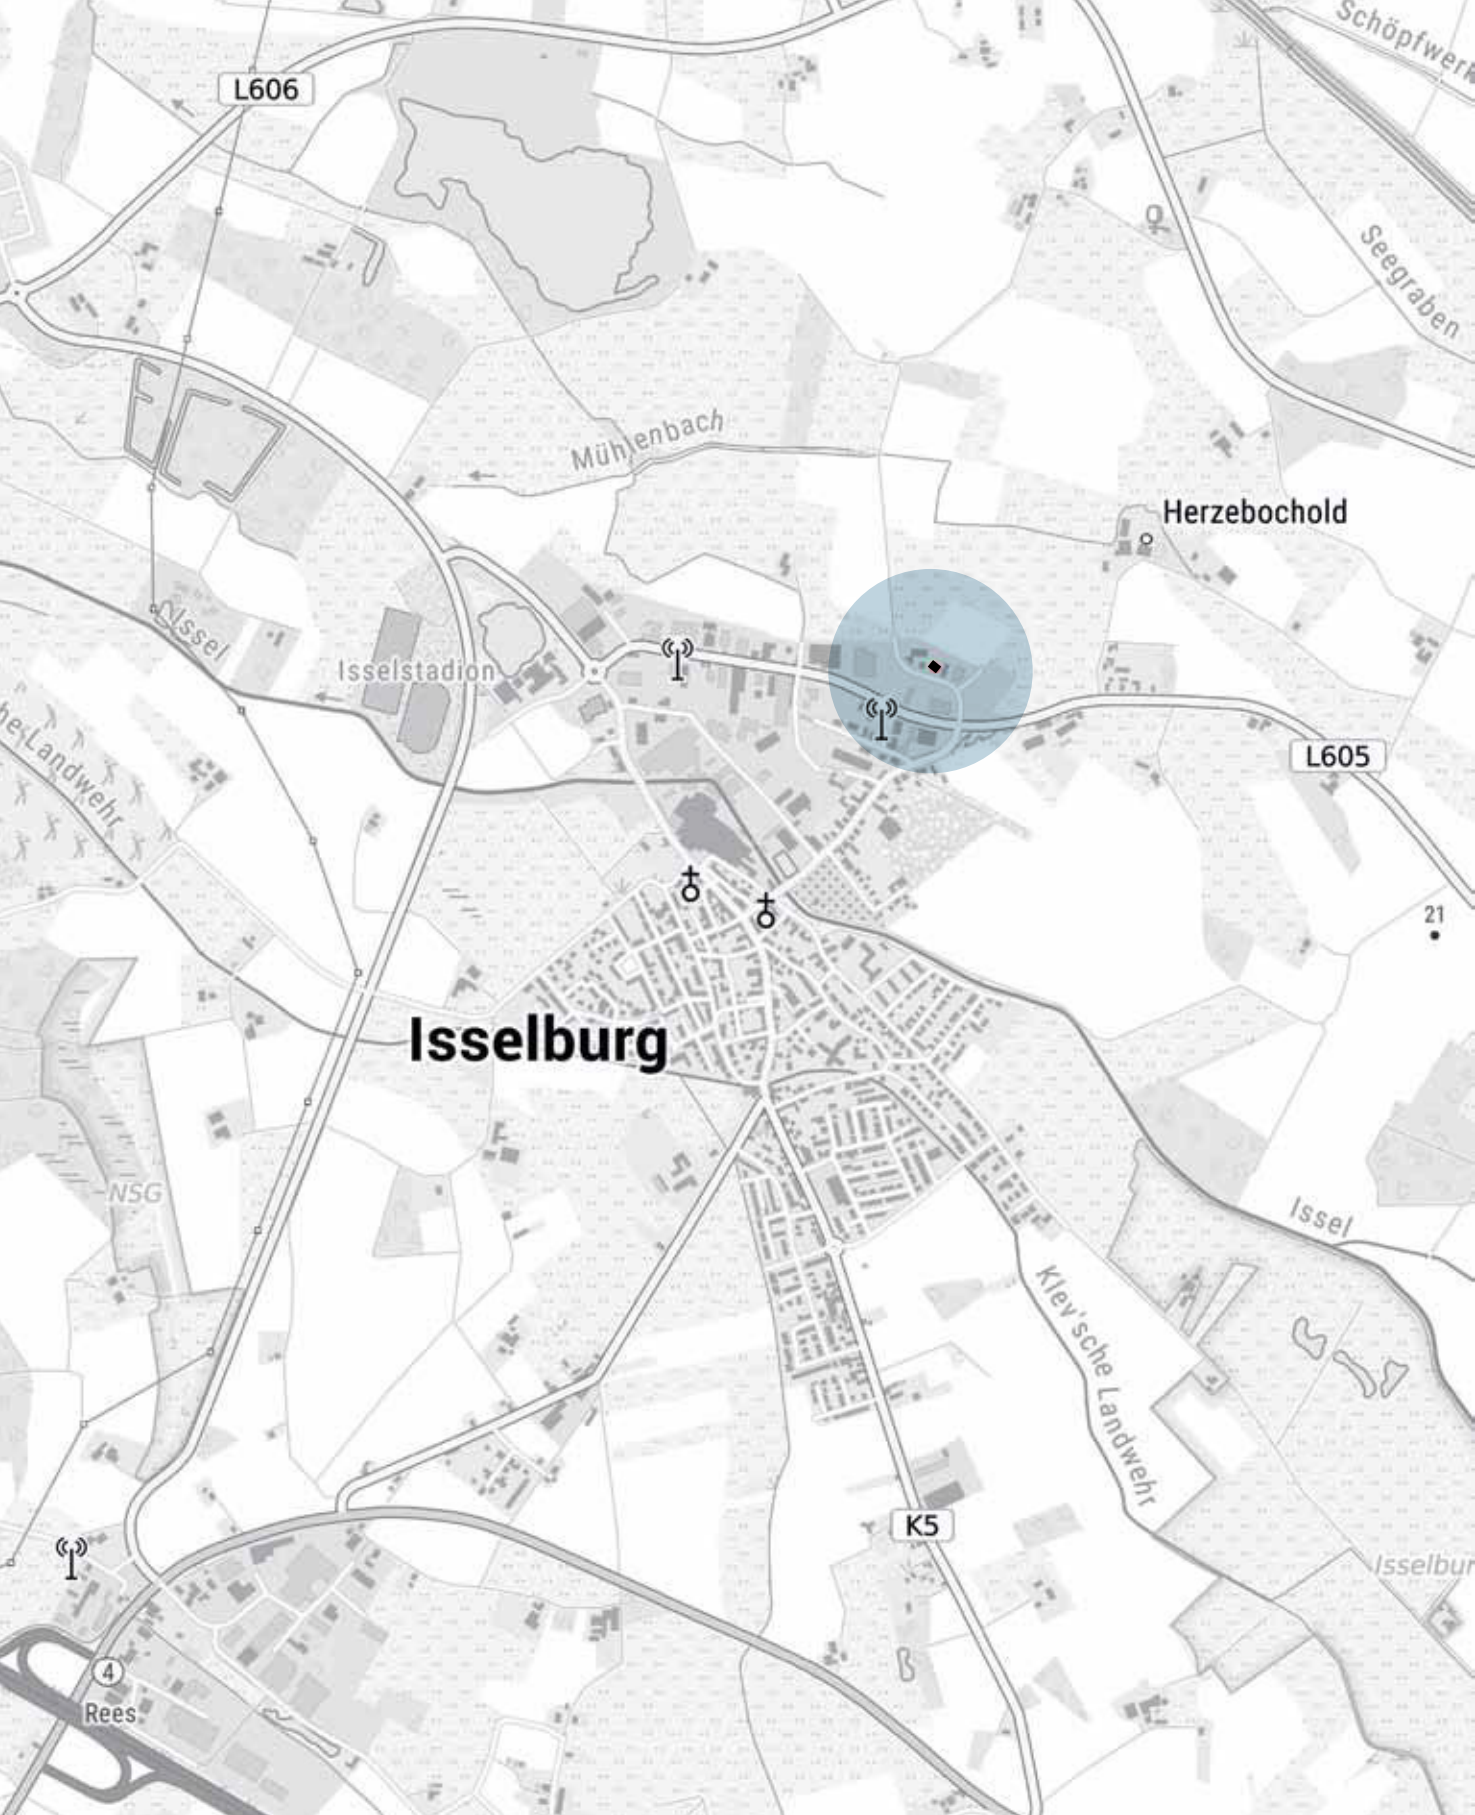 Schöpfwerk
L606
Seegraben
Mühlenbach
Herzebochold
Issel
Isselstadion
L605
he Landwehr
21
Isselburg
NSG
Issel
Klev'sche Landwehr
K5
Isselbur
4
Rees